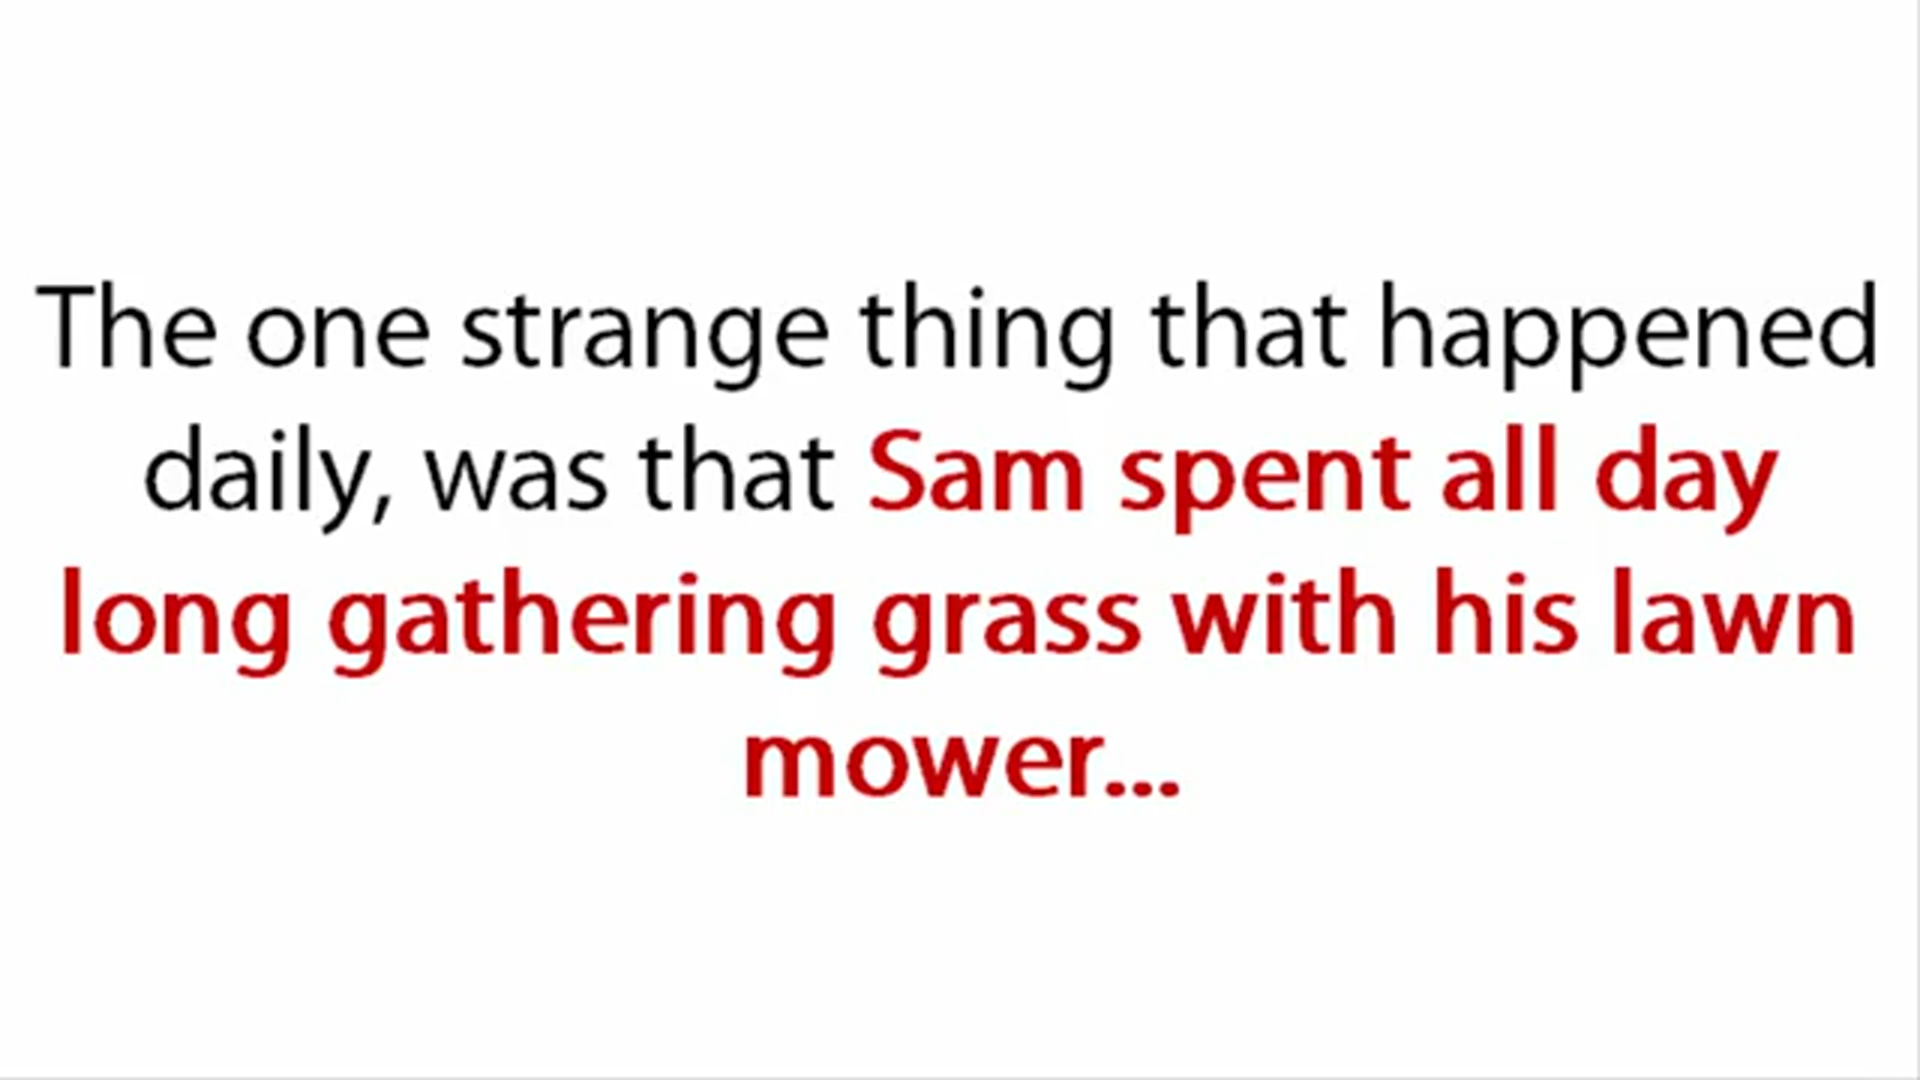 The one strange thing that happened
daily, was that Sam spent all day
long gathering grass with his lawn
mower...